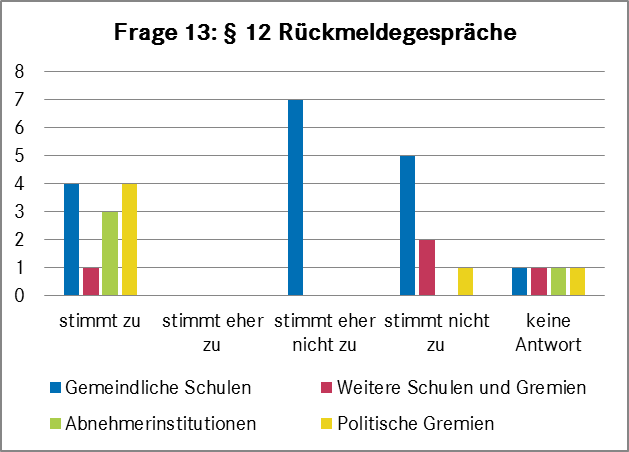 Frage 13: § 12 Rückmeldegespräche
8
7
6
5
4
3
2
1
0
stimmt zu
stimmt eher zu
stimmt eher nicht zu
stimmt nicht zu
keine Antwort
Gemeindliche Schulen
Weitere Schulen und Gremien
Abnehmerinstitutionen
Politische Gremien